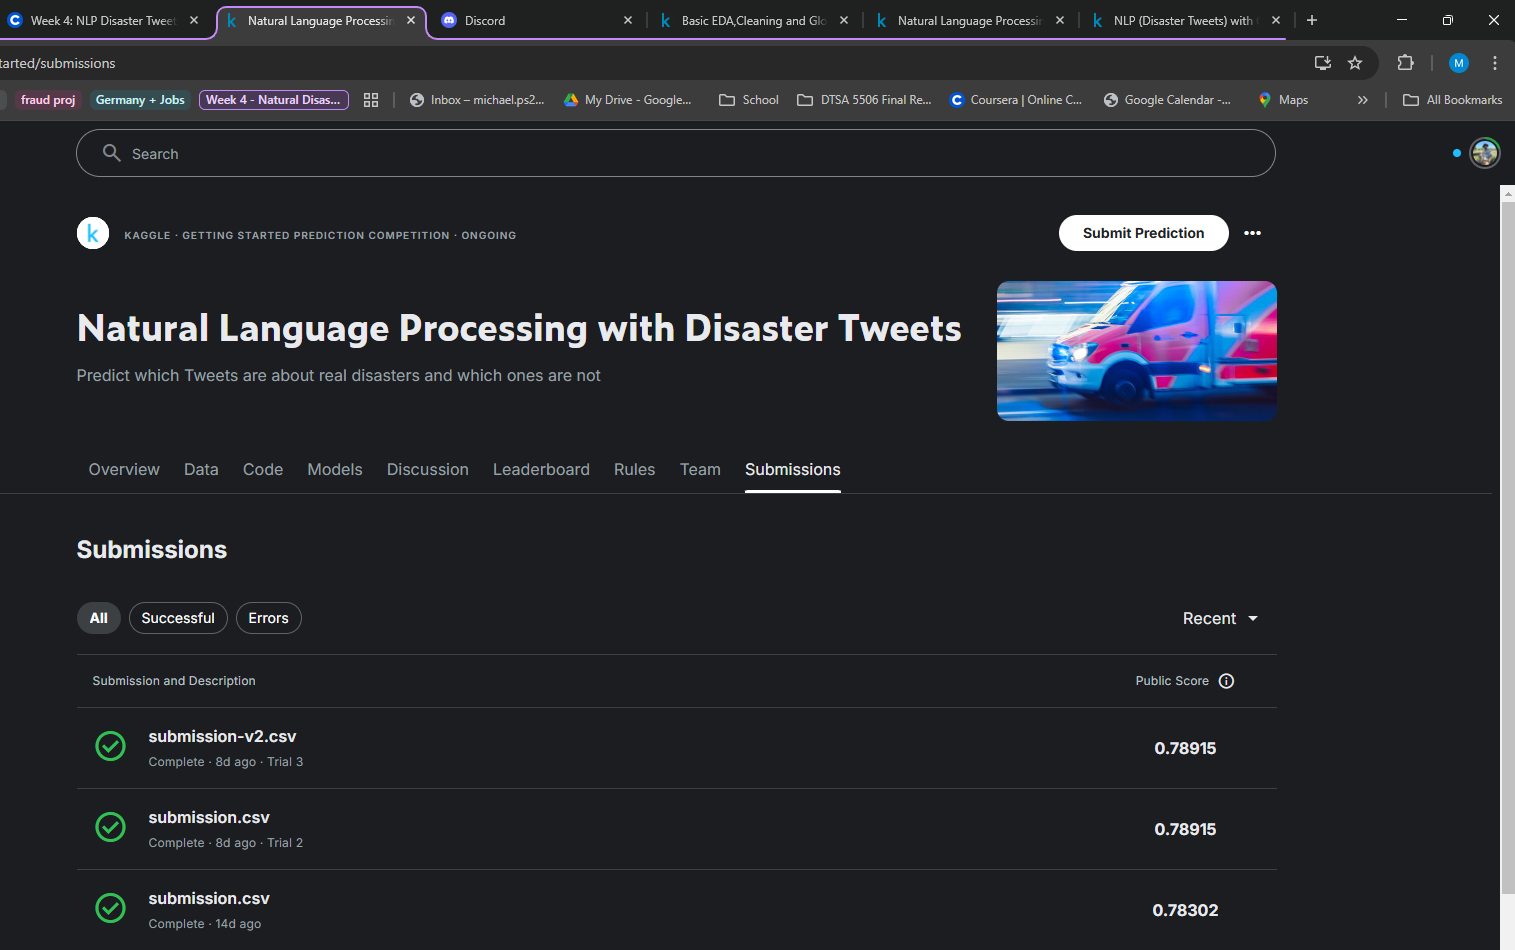 Week 4: NLP Disaster Tweet
Natural Language Processin
Discord
Basic EDA,Cleaning and Glo
Natural Language Processin
NLP (Disaster Tweets) with
tarted/submissions
M
fraud proj
Germany + Jobs
Week 4 - Natural Disas...
Inbox – michael.ps2...
My Drive - Google...
School
DTSA 5506 Final Re...
Coursera | Online C...
Google Calendar -...
Maps
All Bookmarks
Search
KAGGLE · GETTING STARTED PREDICTION COMPETITION · ONGOING
Submit Prediction
Natural Language Processing with Disaster Tweets
Predict which Tweets are about real disasters and which ones are not
Overview
Data
Code
Models
Discussion
Leaderboard
Rules
Team
Submissions
Submissions
All
Successful
Errors
Recent
Submission and Description
Public Score
submission-v2.csv
Complete · 8d ago · Trial 3
0.78915
submission.csv
Complete · 8d ago · Trial 2
0.78915
submission.csv
Complete · 14d ago
0.78302